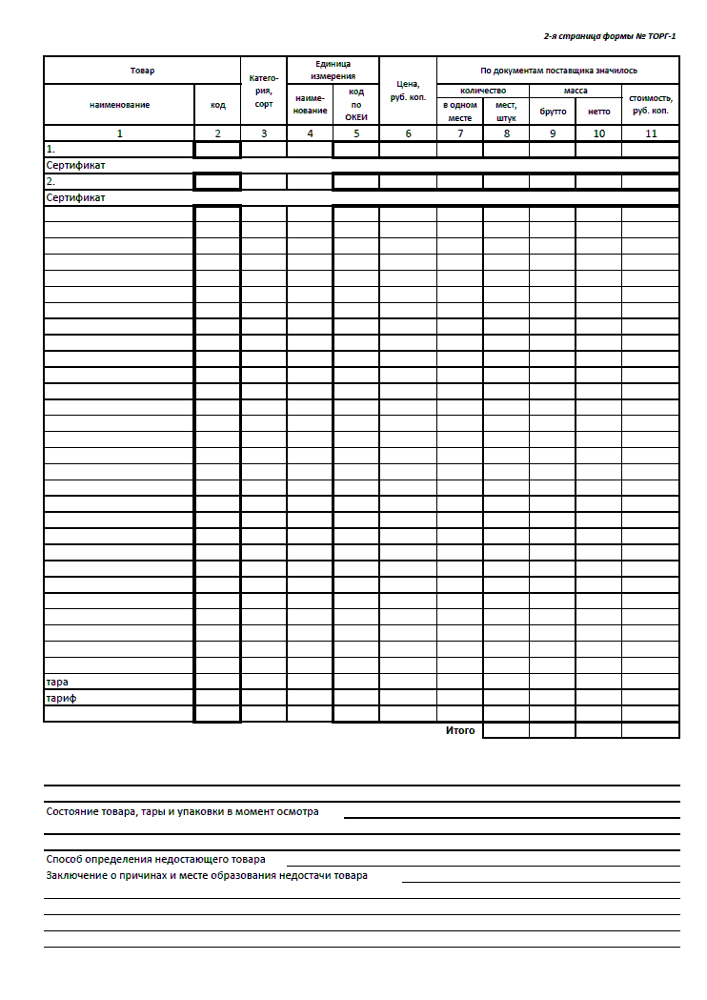 2-я страница формы № ТОРГ-1
Товар
Катего-
рия,
сорт
Единица
измерения
Цена,
руб. коп.
По документам поставщика значилось
наименование
код
наиме-
нование
код
по
ОКЕИ
количество
масса
стоимость,
руб. коп.
в одном
месте
мест,
штук
брутто
нетто
1 2 3 4 5 6 7 8 9 10 11
1.
Сертификат
2.
Сертификат
тара
тариф
Итого
Состояние товара, тары и упаковки в момент осмотра
Способ определения недостающего товара
Заключение о причинах и месте образования недостачи товара